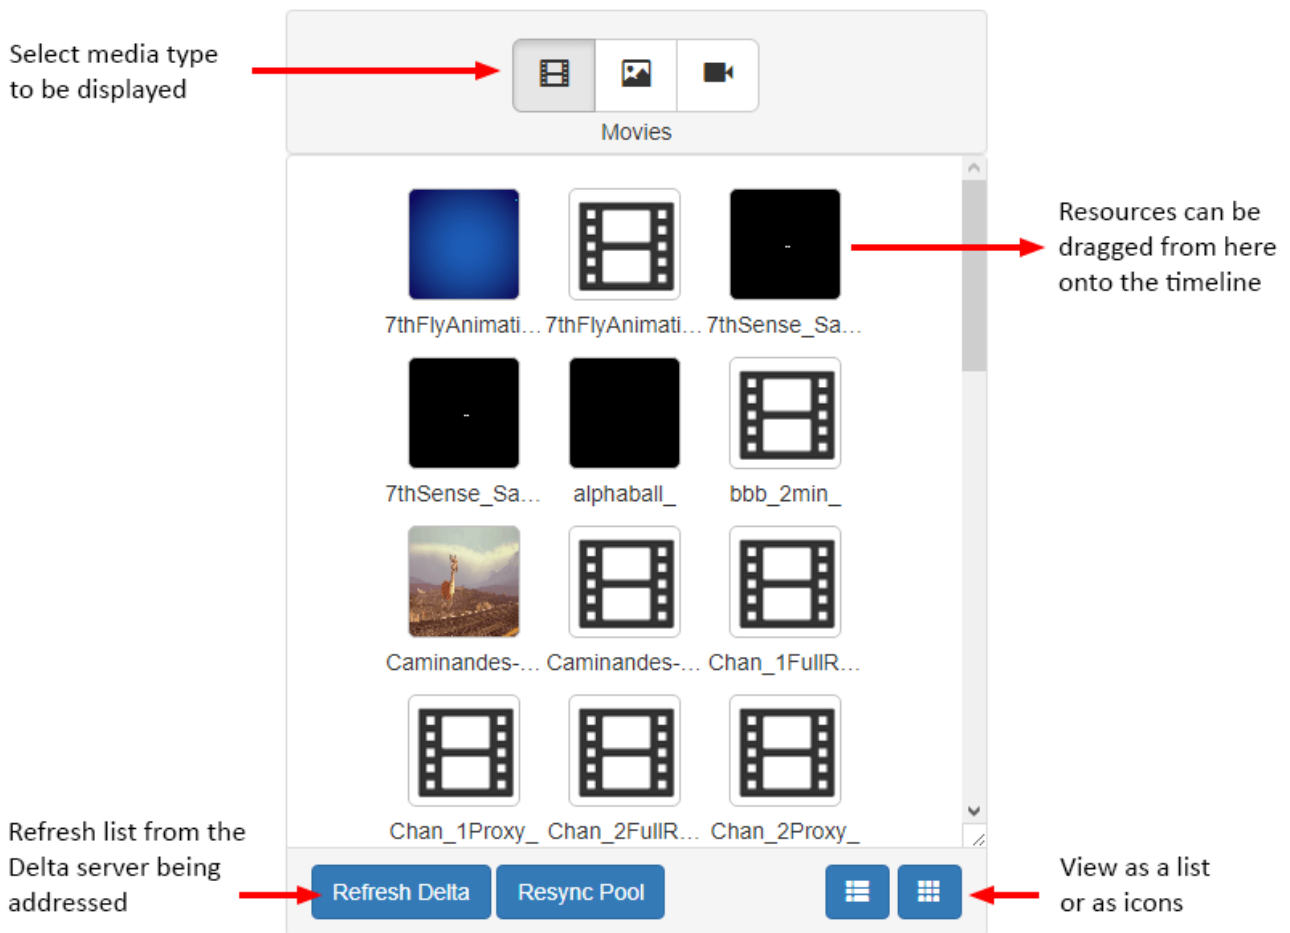 Select media type
to be displayed
Movies
Resources can be
dragged from here
onto the timeline
7thFlyAnimati... 7thFlyAnimati... 7thSense_Sa...
7thSense_Sa... alphaball_ bbb_2min_
Caminandes-... Caminandes-... Chan_1FullR...
Chan_1Proxy_ Chan_2FullR... Chan_2Proxy_
Refresh list from the
Delta server being
addressed
Refresh Delta Resync Pool
View as a list
or as icons